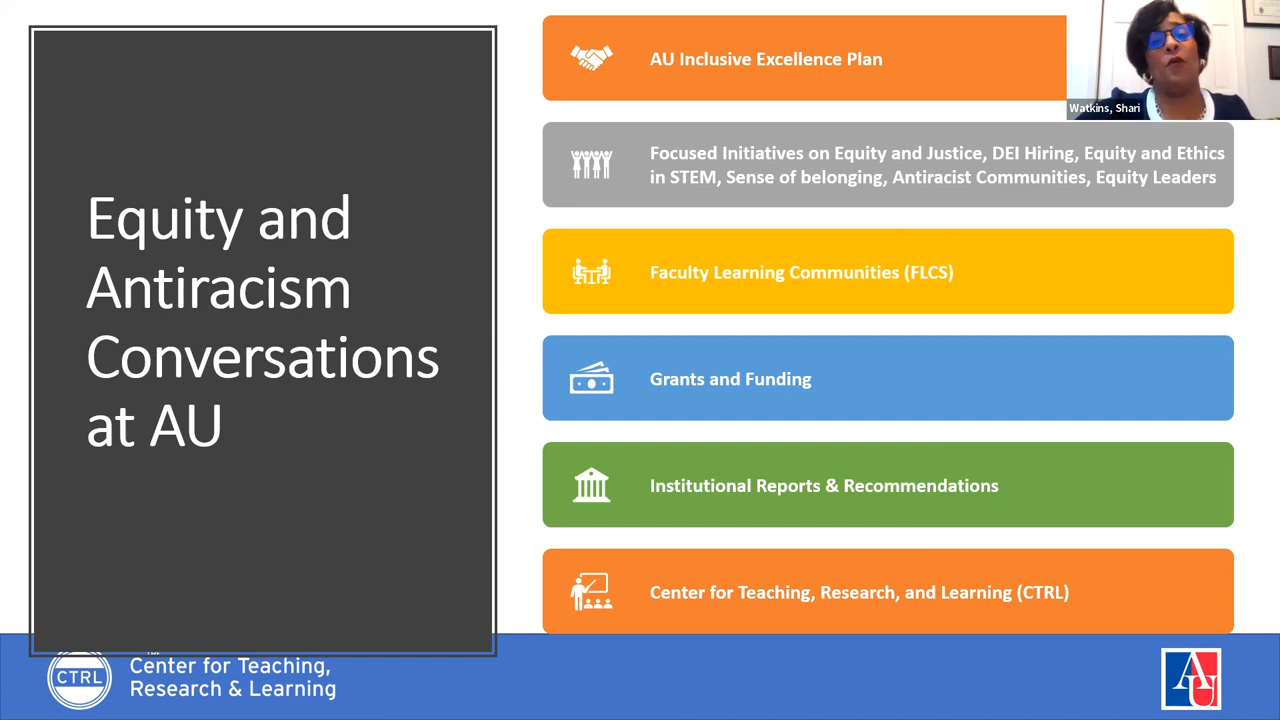 Equity and
Antiracism
Conversations
at AU
AU Inclusive Excellence Plan
Watkins, Shari
Focused Initiatives on Equity and Justice, DEI Hiring, Equity and Ethics
in STEM, Sense of belonging, Antiracist Communities, Equity Leaders
Faculty Learning Communities (FLCS)
Grants and Funding
Institutional Reports & Recommendations
Center for Teaching, Research, and Learning (CTRL)
CTRL
THE
Center for Teaching,
Research & Learning
AU